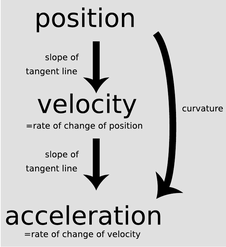 position
slope of
tangent line
velocity
=rate of change of position
curvature
slope of
tangent line
acceleration
=rate of change of velocity